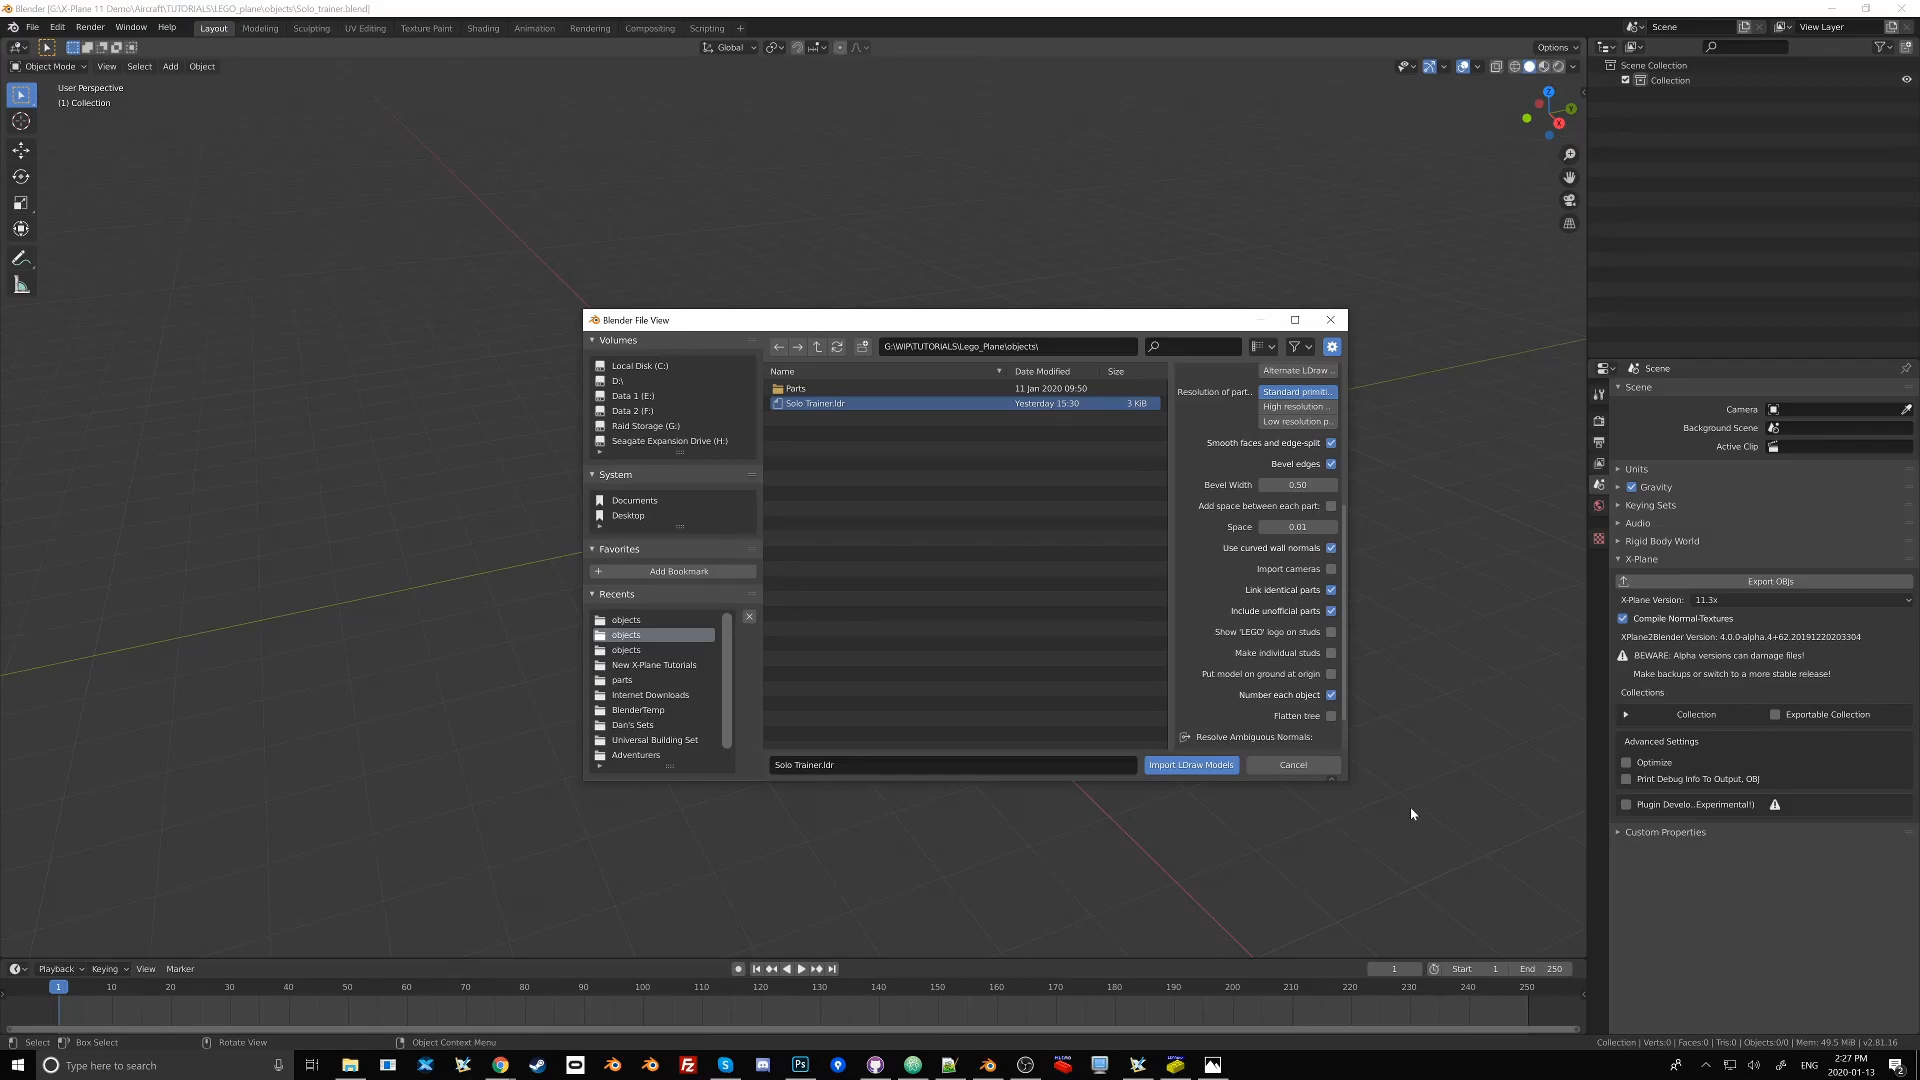 Blender [G:\X-Plane 11 Demo\Aircraft\TUTORIALS\LEGO_plane\objects\Solo_trainer.blend]
File Edit Render Window Help
Layout Modeling Sculpting UV Editing Texture Paint Shading Animation Rendering Compositing Scripting +
Scene
View Layer
Global
Options
Object Mode View Select Add Object
User Perspective
(1) Collection
Z
Y
X
Scene Collection
Collection
Blender File View
Volumes
Local Disk (C:)
D:\
Data 1 (E:)
Data 2 (F:)
Raid Storage (G:)
Seagate Expansion Drive (H:)
System
Documents
Desktop
Favorites
Add Bookmark
Recents
objects
objects
objects
New X-Plane Tutorials
parts
Internet Downloads
BlenderTemp
Dan's Sets
Universal Building Set
Adventurers
G:\WIP\TUTORIALS\Lego_Plane\objects\
Name Date Modified Size
Parts 11 Jan 2020 09:50
Solo Trainer.ldr Yesterday 15:30 3 KiB
Alternate LDraw ..
Resolution of part.. Standard primiti..
High resolution ..
Low resolution p..
Smooth faces and edge-split
Bevel edges
Bevel Width 0.50
Add space between each part:
Space 0.01
Use curved wall normals
Import cameras
Link identical parts
Include unofficial parts
Show 'LEGO' logo on studs
Make individual studs
Put model on ground at origin
Number each object
Flatten tree
Resolve Ambiguous Normals:
Solo Trainer.ldr
Import LDraw Models
Cancel
Scene
Scene
Camera
Background Scene
Active Clip
Units
Gravity
Keying Sets
Audio
Rigid Body World
X-Plane
Export OBJs
X-Plane Version: 11.3x
Compile Normal-Textures
XPlane2Blender Version: 4.0.0-alpha.4+62.20191220203304
BEWARE: Alpha versions can damage files!
Make backups or switch to a more stable release!
Collections
Collection Exportable Collection
Advanced Settings
Optimize
Print Debug Info To Output, OBJ
Plugin Develo..Experimental!)
Custom Properties
Playback Keying View Marker
1 Start 1 End 250
1 10 20 30 40 50 60 70 80 90 100 110 120 130 140 150 160 170 180 190 200 210 220 230 240 250
Select Box Select Rotate View Object Context Menu
Collection | Verts:0 | Faces:0 | Tris:0 | Objects:0/0 | Mem: 49.5 MiB | v2.81.16
Type here to search
ENG
2:27 PM
2020-01-13
2